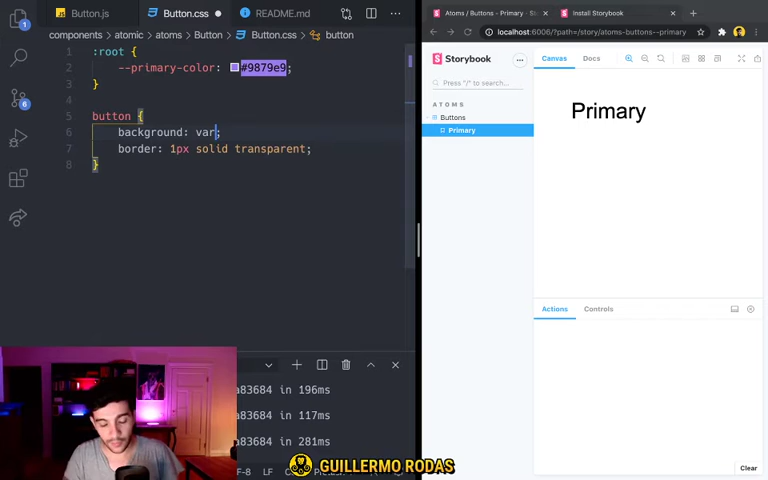 Button.js
Button.css
README.md
components > atomic > atoms > Button > Button.css > button
1 :root {
2 --primary-color: #9879e9;
3 }
4
5 button {
6 background: var;
7 border: 1px solid transparent;
8 }
1
6
a83684 in 196ms
a83684 in 117ms
a83684 in 281ms
LF
GUILLERMO RODAS
Atoms / Buttons - Primary - St
Install Storybook
localhost:6006/?path=/story/atoms-buttons--primary
Storybook
Press "/" to search...
ATOMS
Buttons
Primary
Canvas
Docs
Primary
Actions
Controls
Clear